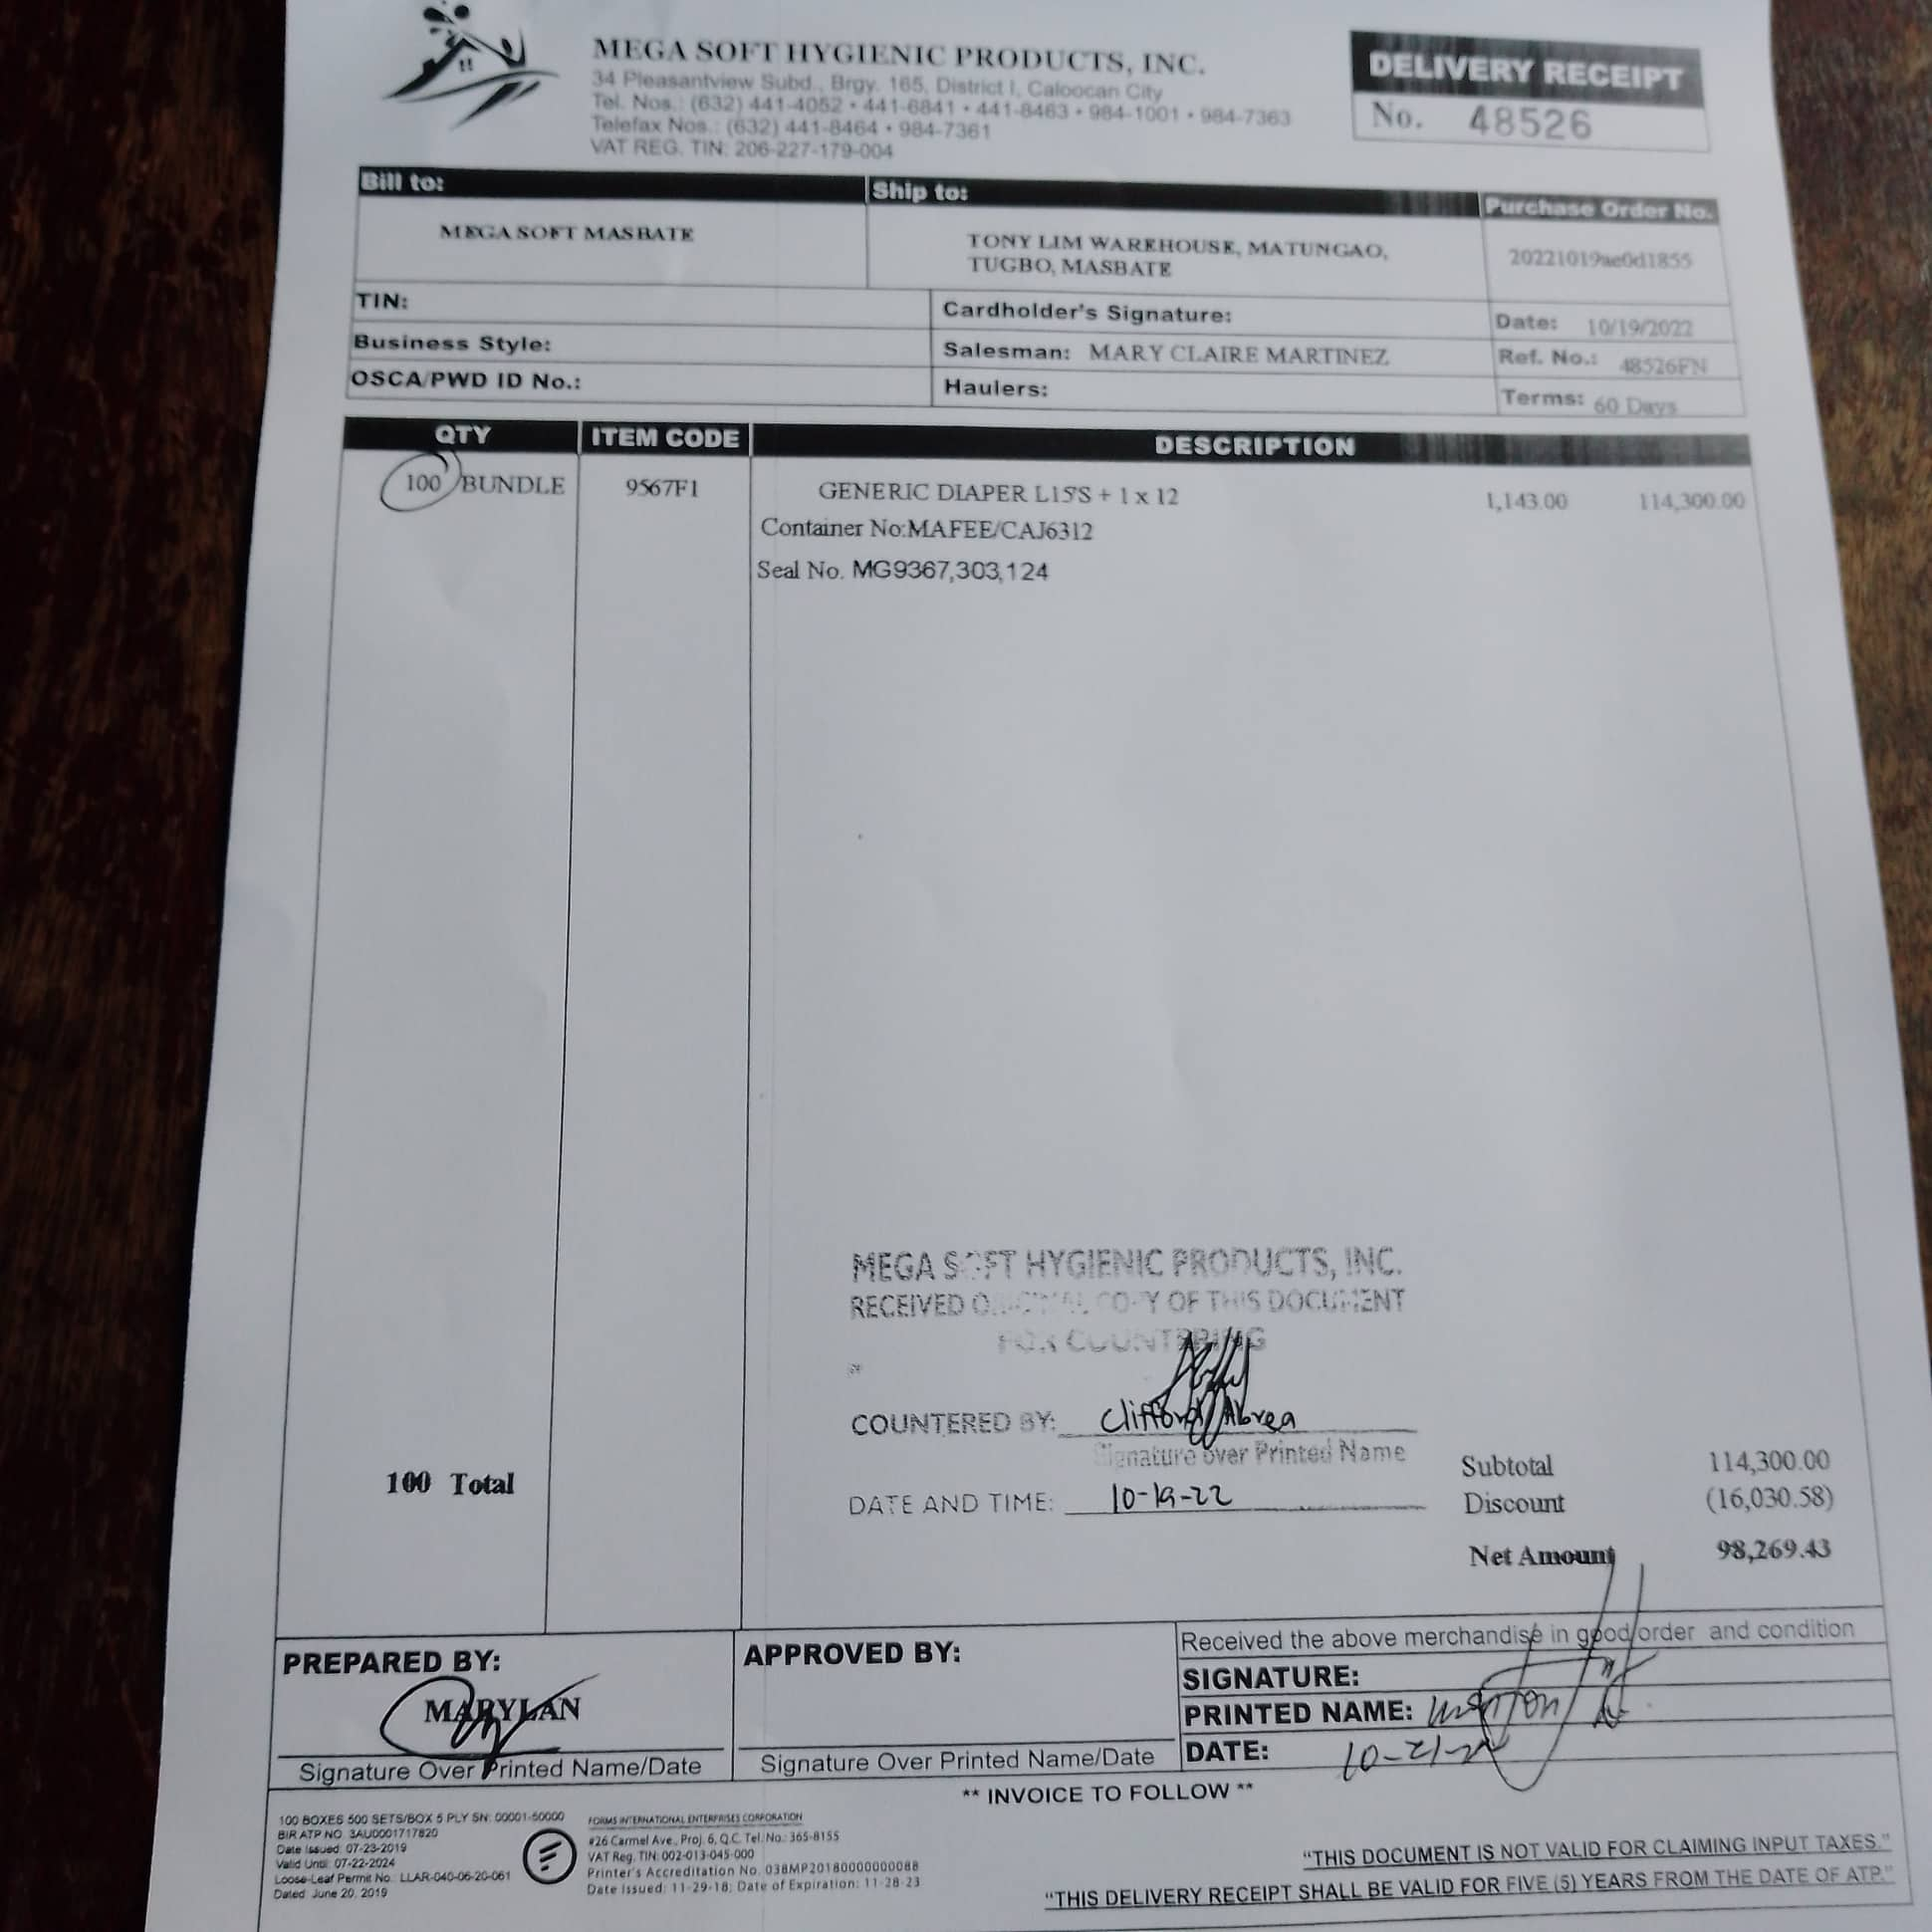 MEGA SOFT HYGIENIC PRODUCTS, INC.
34 Pleasantview Subd., Brgy. 165, District I, Caloocan City
Tel. Nos.: (632) 441-4052 • 441-6841 • 441-8463 • 984-1001 • 984-7363
Telefax Nos.: (632) 441-8464 • 984-7361
VAT REG. TIN: 206-227-179-004
DELIVERY RECEIPT
No. 48526
Bill to:
MEGA SOFT MASBATE
Ship to:
TONY LIM WAREHOUSE, MATUNGAO,
TUGBO, MASBATE
Purchase Order No.
20221019ae0d1855
TIN:
Cardholder's Signature:
Date: 10/19/2022
Business Style:
Salesman: MARY CLAIRE MARTINEZ
Ref. No.: 48526FN
OSCA/PWD ID No.:
Haulers:
Terms: 60 Days
QTY ITEM CODE DESCRIPTION
100 BUNDLE 9567F1 GENERIC DIAPER L15'S + 1 x 12 1,143.00 114,300.00
Container No:MAFEE/CAJ6312
Seal No. MG9367,303,124
MEGA SOFT HYGIENIC PRODUCTS, INC.
RECEIVED ORIGINAL COPY OF THIS DOCUMENT
FOR COUNTERING
COUNTERED BY: Clifford Abrea
Signature over Printed Name
DATE AND TIME: 10-19-22
100 Total
Subtotal 114,300.00
Discount (16,030.58)
Net Amount 98,269.43
PREPARED BY:
MARYLAN
Signature Over Printed Name/Date
APPROVED BY:
Signature Over Printed Name/Date
Received the above merchandise in good order and condition
SIGNATURE:
PRINTED NAME:
DATE: 10-21-22
** INVOICE TO FOLLOW **
100 BOXES 500 SETS/BOX 5 PLY SN: 00001-50000
BIR ATP NO. 3AU0001717820
Date Issued: 07-23-2019
Valid Until: 07-22-2024
Loose-Leaf Permit No.: LLAR-040-06-20-061
Dated June 20, 2019
FORMS INTERNATIONAL ENTERPRISES CORPORATION
#26 Carmel Ave., Proj. 6, Q.C. Tel. No.: 365-8155
VAT Reg. TIN: 002-013-045-000
Printer's Accreditation No. 038MP20180000000088
Date Issued: 11-29-18; Date of Expiration: 11-28-23
"THIS DOCUMENT IS NOT VALID FOR CLAIMING INPUT TAXES."
"THIS DELIVERY RECEIPT SHALL BE VALID FOR FIVE (5) YEARS FROM THE DATE OF ATP."